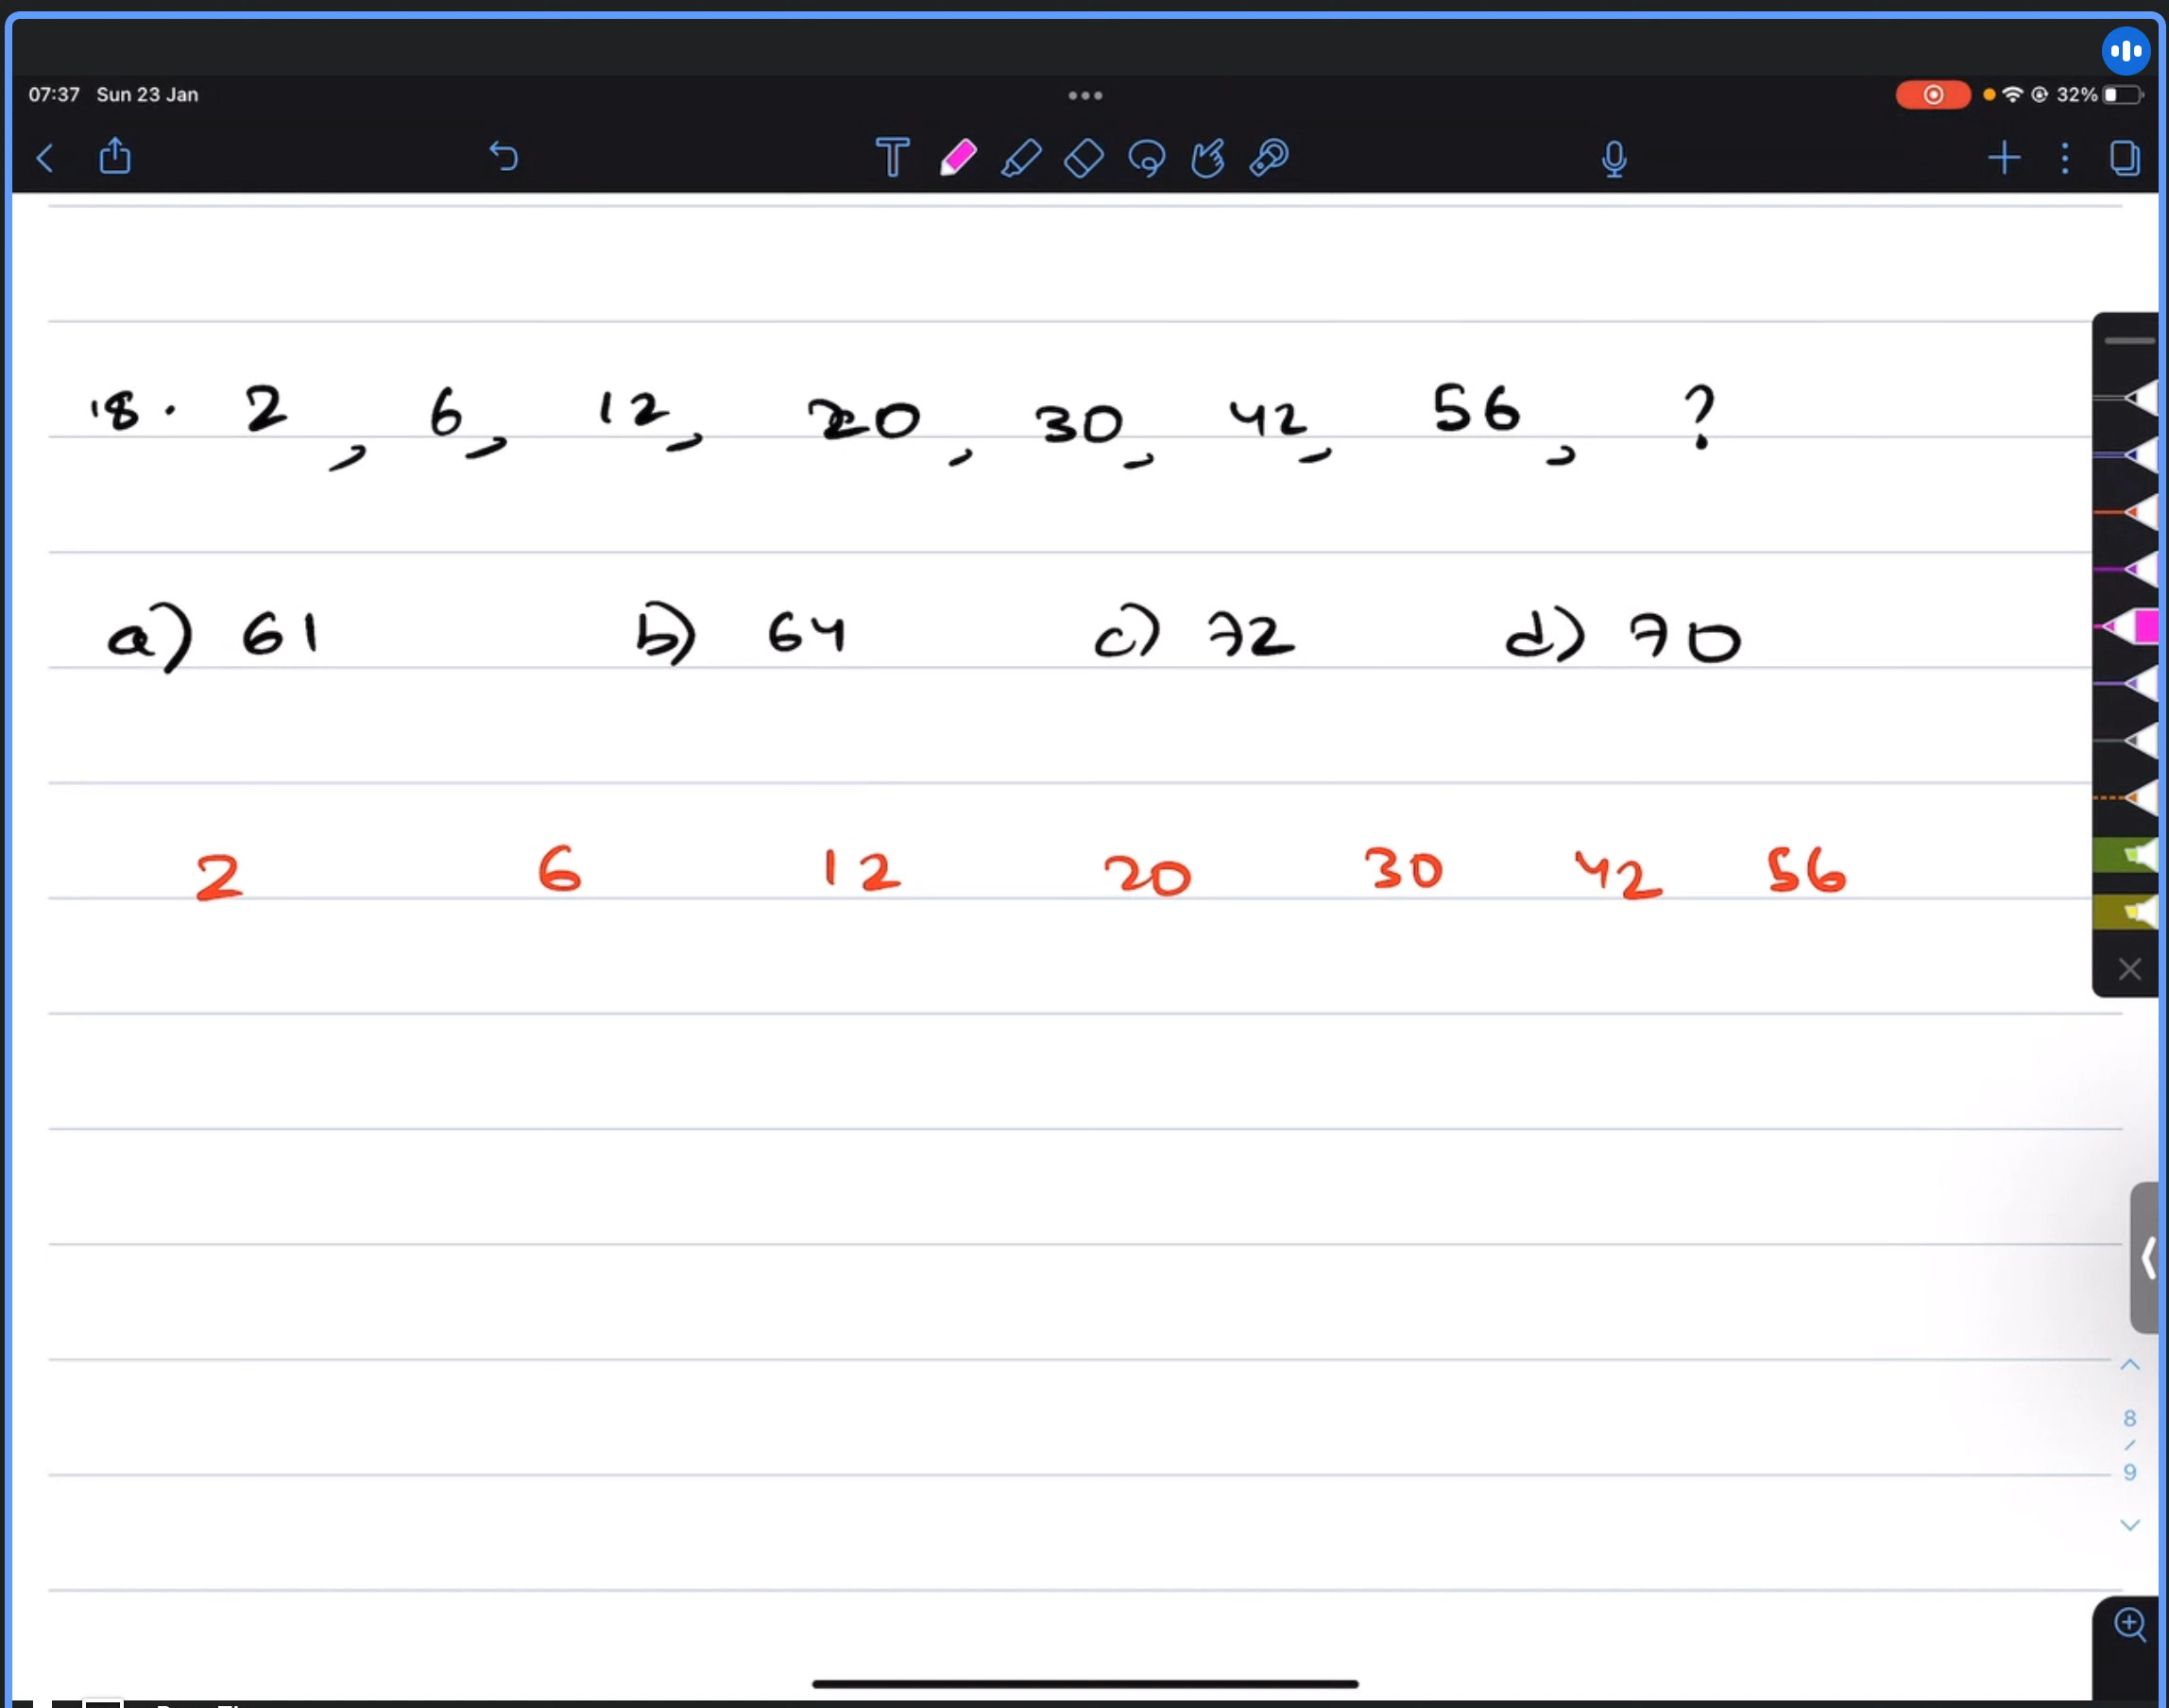 07:37 Sun 23 Jan 32%
18. 2, 6, 12, 20, 30, 42, 56, ?
a) 61 b) 64 c) 72 d) 70
2 6 12 20 30 42 56
8
/
9